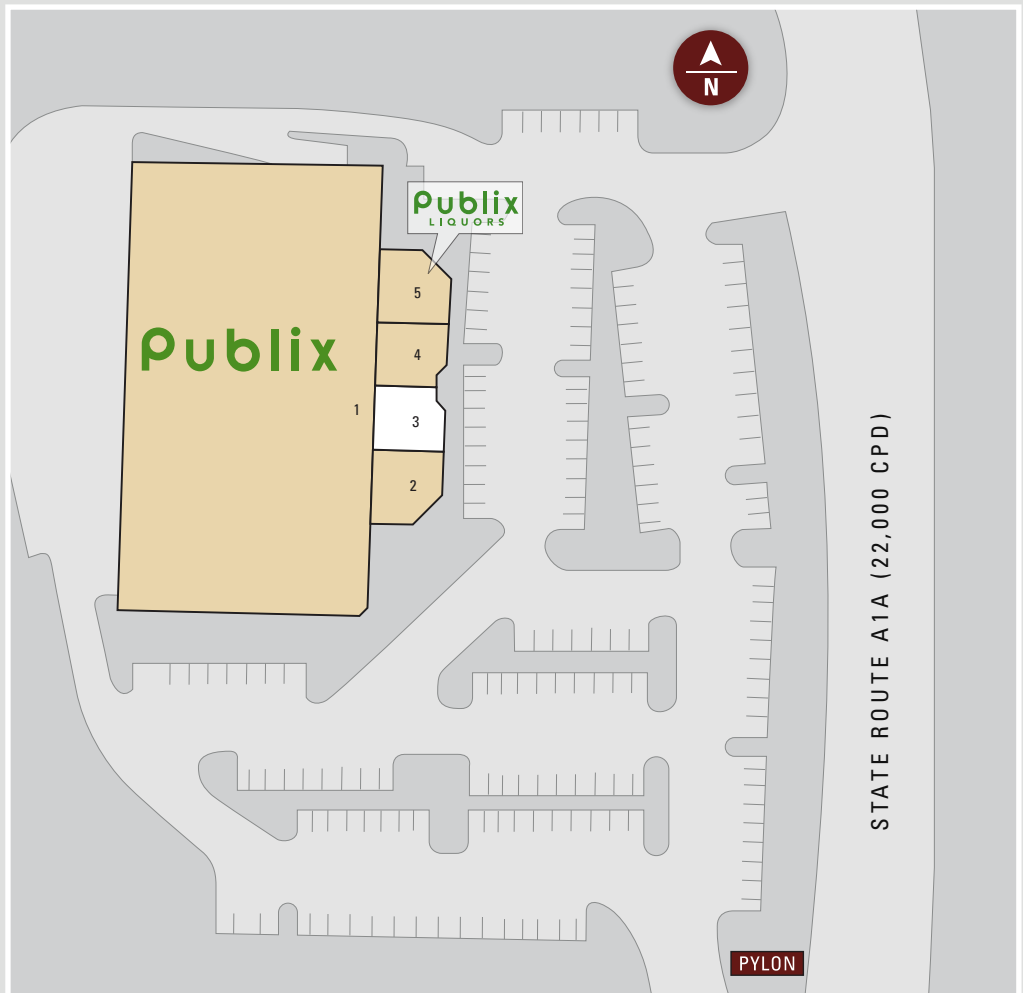 N
Publix
LIQUORS
5
4
Publix
1
3
2
STATE ROUTE A1A (22,000 CPD)
PYLON